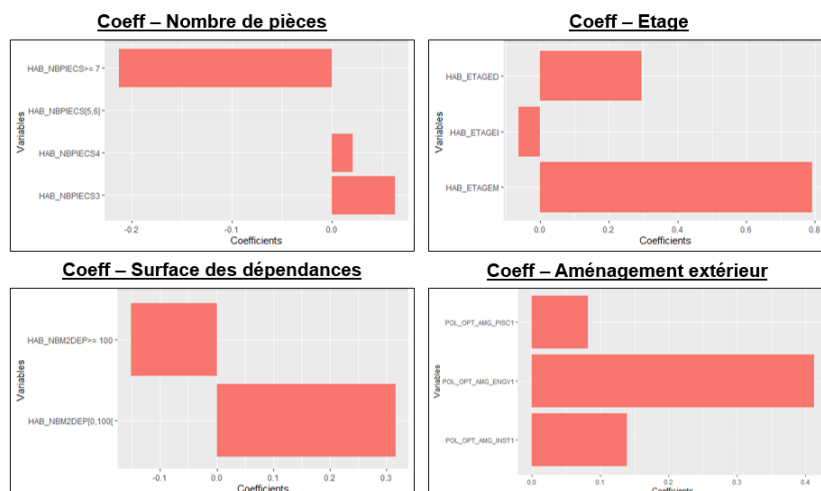 Coeff – Nombre de pièces
HAB_NBPIECS>= 7
HAB_NBPIECS[5,6]
HAB_NBPIECS4
HAB_NBPIECS3
Variables
-0.2
-0.1
0.0
Coefficients
Coeff – Etage
HAB_ETAGED
HAB_ETAGEI
HAB_ETAGEM
Variables
0.0
0.2
0.4
0.6
0.8
Coefficients
Coeff – Surface des dépendances
HAB_NBM2DEP>= 100
HAB_NBM2DEP[0,100[
Variables
-0.1
0.0
0.1
0.2
0.3
Coefficients
Coeff – Aménagement extérieur
POL_OPT_AMG_PISC1
POL_OPT_AMG_ENGV1
POL_OPT_AMG_INST1
Variables
0.0
0.1
0.2
0.3
0.4
Coefficients